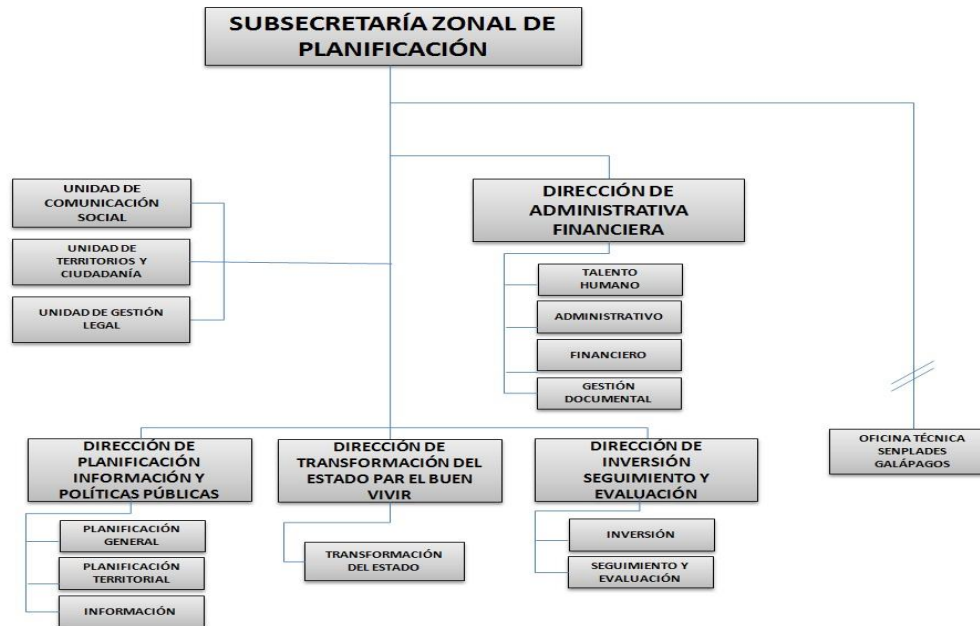 SUBSECRETARÍA ZONAL DE
PLANIFICACIÓN
UNIDAD DE
COMUNICACIÓN
SOCIAL
UNIDAD DE
TERRITORIOS Y
CIUDADANÍA
UNIDAD DE GESTIÓN
LEGAL
DIRECCIÓN DE
ADMINISTRATIVA
FINANCIERA
TALENTO
HUMANO
ADMINISTRATIVO
FINANCIERO
GESTIÓN
DOCUMENTAL
DIRECCIÓN DE
PLANIFICACIÓN
INFORMACIÓN Y
POLÍTICAS PÚBLICAS
PLANIFICACIÓN
GENERAL
PLANIFICACIÓN
TERRITORIAL
INFORMACIÓN
DIRECCIÓN DE
TRANSFORMACIÓN DEL
ESTADO PAR EL BUEN
VIVIR
TRANSFORMACIÓN
DEL ESTADO
DIRECCIÓN DE
INVERSIÓN
SEGUIMIENTO Y
EVALUACIÓN
INVERSIÓN
SEGUIMIENTO Y
EVALUACIÓN
OFICINA TÉCNICA
SENPLADES
GALÁPAGOS